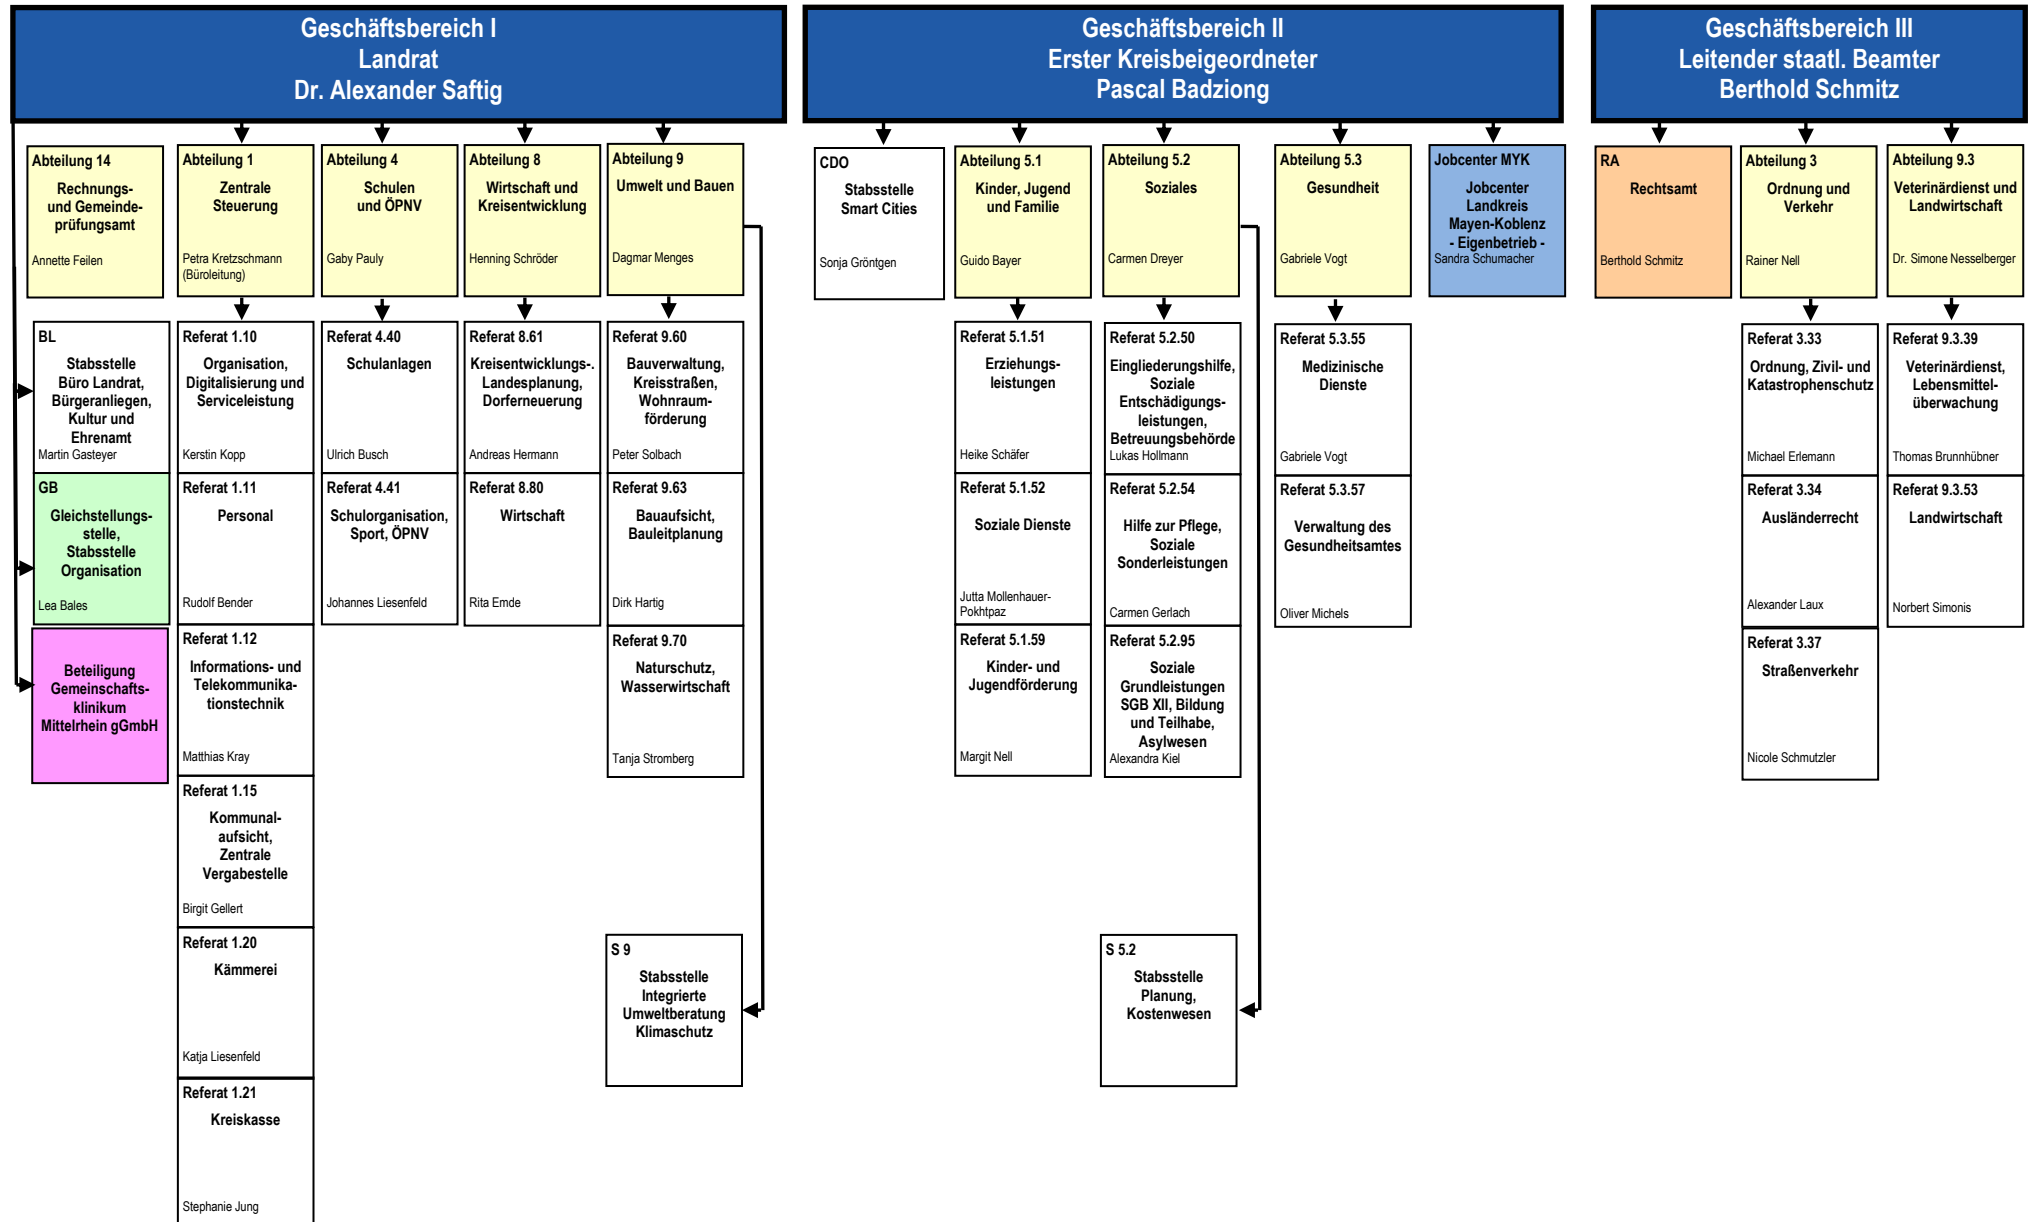 Geschäftsbereich I
Landrat
Dr. Alexander Saftig
Geschäftsbereich II
Erster Kreisbeigeordneter
Pascal Badziong
Geschäftsbereich III
Leitender staatl. Beamter
Berthold Schmitz
Abteilung 14
Rechnungs-
und Gemeinde-
prüfungsamt
Annette Feilen
Abteilung 1
Zentrale
Steuerung
Petra Kretzschmann
(Büroleitung)
Abteilung 4
Schulen
und ÖPNV
Gaby Pauly
Abteilung 8
Wirtschaft und
Kreisentwicklung
Henning Schröder
Abteilung 9
Umwelt und Bauen
Dagmar Menges
CDO
Stabsstelle
Smart Cities
Sonja Gröntgen
Abteilung 5.1
Kinder, Jugend
und Familie
Guido Bayer
Abteilung 5.2
Soziales
Carmen Dreyer
Abteilung 5.3
Gesundheit
Gabriele Vogt
Jobcenter MYK
Jobcenter
Landkreis
Mayen-Koblenz
- Eigenbetrieb -
Sandra Schumacher
RA
Rechtsamt
Berthold Schmitz
Abteilung 3
Ordnung und
Verkehr
Rainer Nell
Abteilung 9.3
Veterinärdienst und
Landwirtschaft
Dr. Simone Nesselberger
BL
Stabsstelle
Büro Landrat,
Bürgeranliegen,
Kultur und
Ehrenamt
Martin Gasteyer
GB
Gleichstellungs-
stelle,
Stabsstelle
Organisation
Lea Bales
Beteiligung
Gemeinschafts-
klinikum
Mittelrhein gGmbH
Referat 1.10
Organisation,
Digitalisierung und
Serviceleistung
Kerstin Kopp
Referat 1.11
Personal
Rudolf Bender
Referat 1.12
Informations- und
Telekommunika-
tionstechnik
Matthias Kray
Referat 1.15
Kommunal-
aufsicht,
Zentrale
Vergabestelle
Birgit Gellert
Referat 1.20
Kämmerei
Katja Liesenfeld
Referat 1.21
Kreiskasse
Stephanie Jung
Referat 4.40
Schulanlagen
Ulrich Busch
Referat 4.41
Schulorganisation,
Sport, ÖPNV
Johannes Liesenfeld
Referat 8.61
Kreisentwicklungs-.
Landesplanung,
Dorferneuerung
Andreas Hermann
Referat 8.80
Wirtschaft
Rita Emde
Referat 9.60
Bauverwaltung,
Kreisstraßen,
Wohnraum-
förderung
Peter Solbach
Referat 9.63
Bauaufsicht,
Bauleitplanung
Dirk Hartig
Referat 9.70
Naturschutz,
Wasserwirtschaft
Tanja Stromberg
S 9
Stabsstelle
Integrierte
Umweltberatung
Klimaschutz
Referat 5.1.51
Erziehungs-
leistungen
Heike Schäfer
Referat 5.1.52
Soziale Dienste
Jutta Mollenhauer-
Pokhtpaz
Referat 5.1.59
Kinder- und
Jugendförderung
Margit Nell
Referat 5.2.50
Eingliederungshilfe,
Soziale
Entschädigungs-
leistungen,
Betreuungsbehörde
Lukas Hollmann
Referat 5.2.54
Hilfe zur Pflege,
Soziale
Sonderleistungen
Carmen Gerlach
Referat 5.2.95
Soziale
Grundleistungen
SGB XII, Bildung
und Teilhabe,
Asylwesen
Alexandra Kiel
S 5.2
Stabsstelle
Planung,
Kostenwesen
Referat 5.3.55
Medizinische
Dienste
Gabriele Vogt
Referat 5.3.57
Verwaltung des
Gesundheitsamtes
Oliver Michels
Referat 3.33
Ordnung, Zivil- und
Katastrophenschutz
Michael Erlemann
Referat 3.34
Ausländerrecht
Alexander Laux
Referat 3.37
Straßenverkehr
Nicole Schmutzler
Referat 9.3.39
Veterinärdienst,
Lebensmittel-
überwachung
Thomas Brunnhübner
Referat 9.3.53
Landwirtschaft
Norbert Simonis